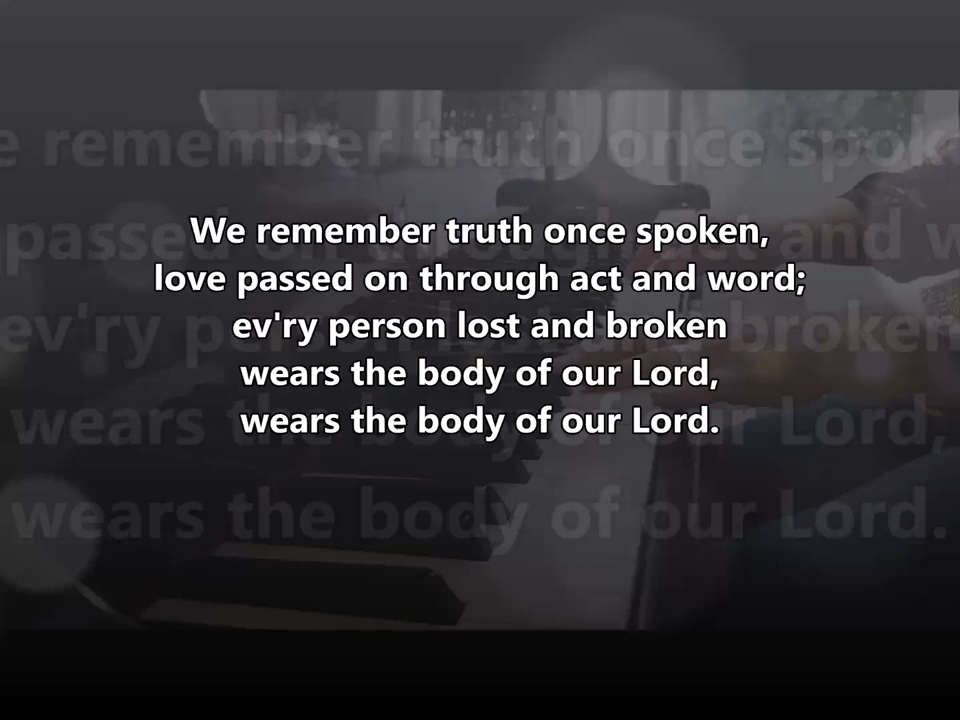 We remember truth once spoken,
love passed on through act and word;
ev'ry person lost and broken
wears the body of our Lord,
wears the body of our Lord.